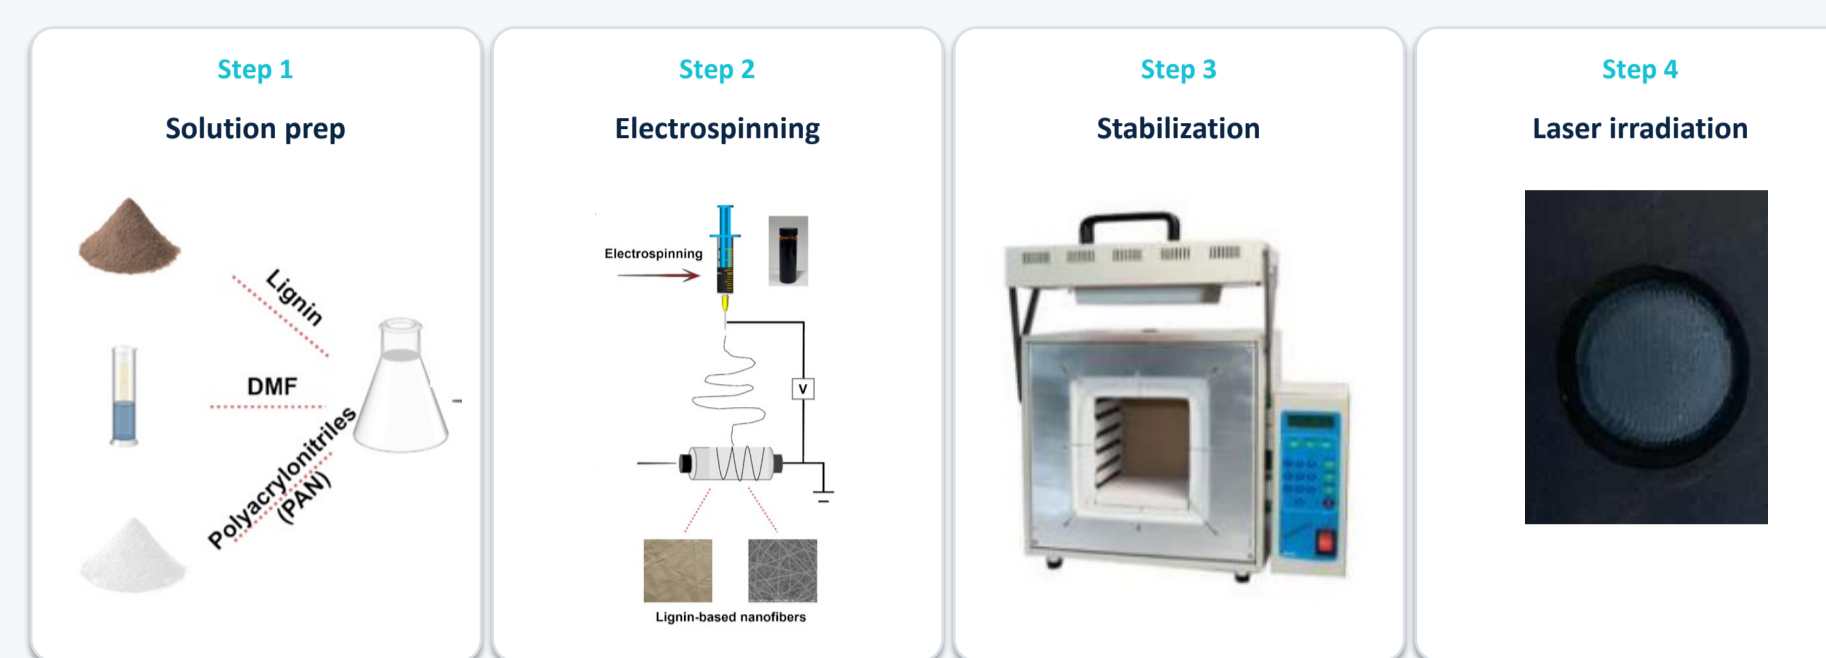 Step 1
Solution prep
Lignin
DMF
Polyacrylonitriles
(PAN)
Step 2
Electrospinning
Electrospinning
V
Lignin-based nanofibers
Step 3
Stabilization
Step 4
Laser irradiation